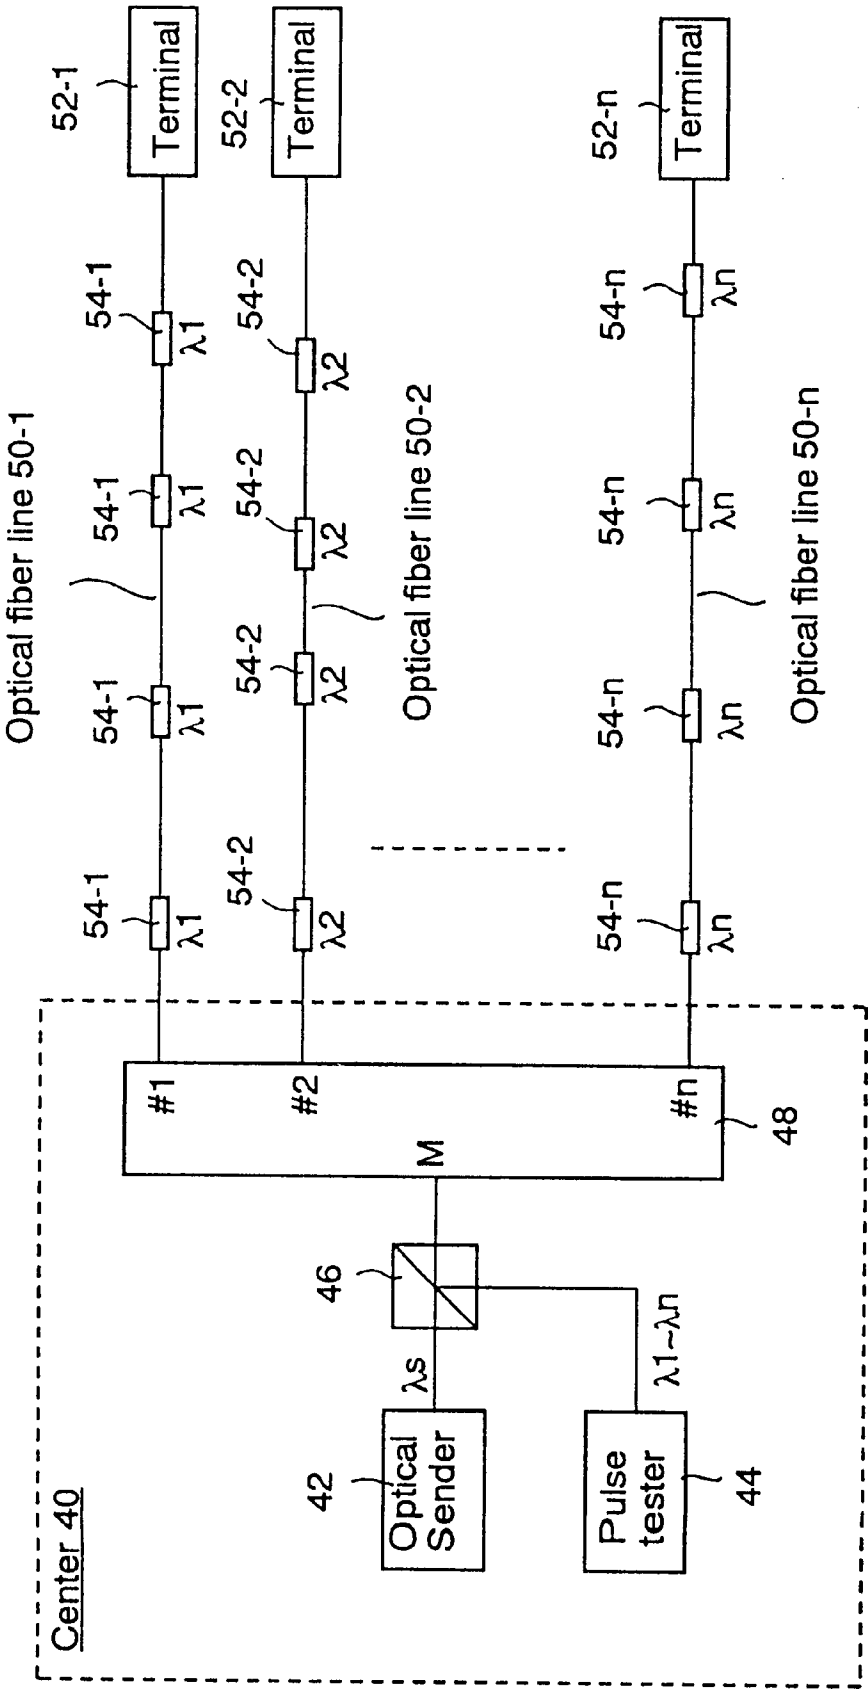 Center 40
42
Optical
Sender
λs
46
44
Pulse
tester
λ1~λn
M
48
#1
#2
#n
Optical fiber line 50-1
54-1
λ1
54-1
λ1
54-1
λ1
54-1
λ1
52-1
Terminal
54-2
λ2
54-2
λ2
54-2
λ2
54-2
λ2
52-2
Terminal
Optical fiber line 50-2
54-n
λn
54-n
λn
54-n
λn
54-n
λn
52-n
Terminal
Optical fiber line 50-n